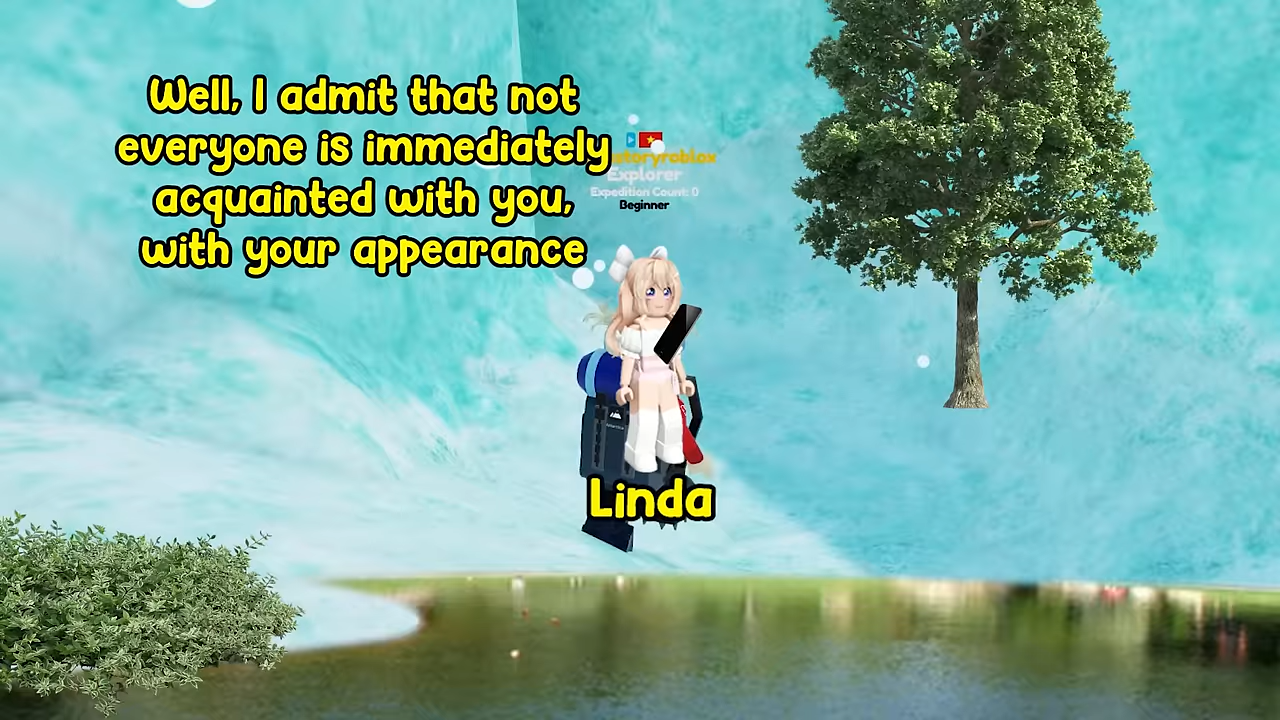 Well, I admit that not
everyone is immediately
acquainted with you,
with your appearance
storyroblox
Explorer
Expedition Count: 0
Beginner
Linda